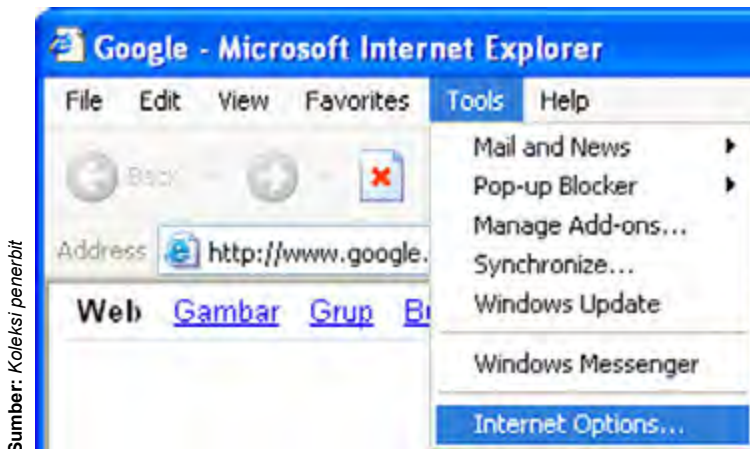 Google - Microsoft Internet Explorer
File Edit View Favorites Tools Help
Back
Address http://www.google.
Web Gambar Grup
Mail and News
Pop-up Blocker
Manage Add-ons...
Synchronize...
Windows Update
Windows Messenger
Internet Options...
Sumber: Koleksi penerbit